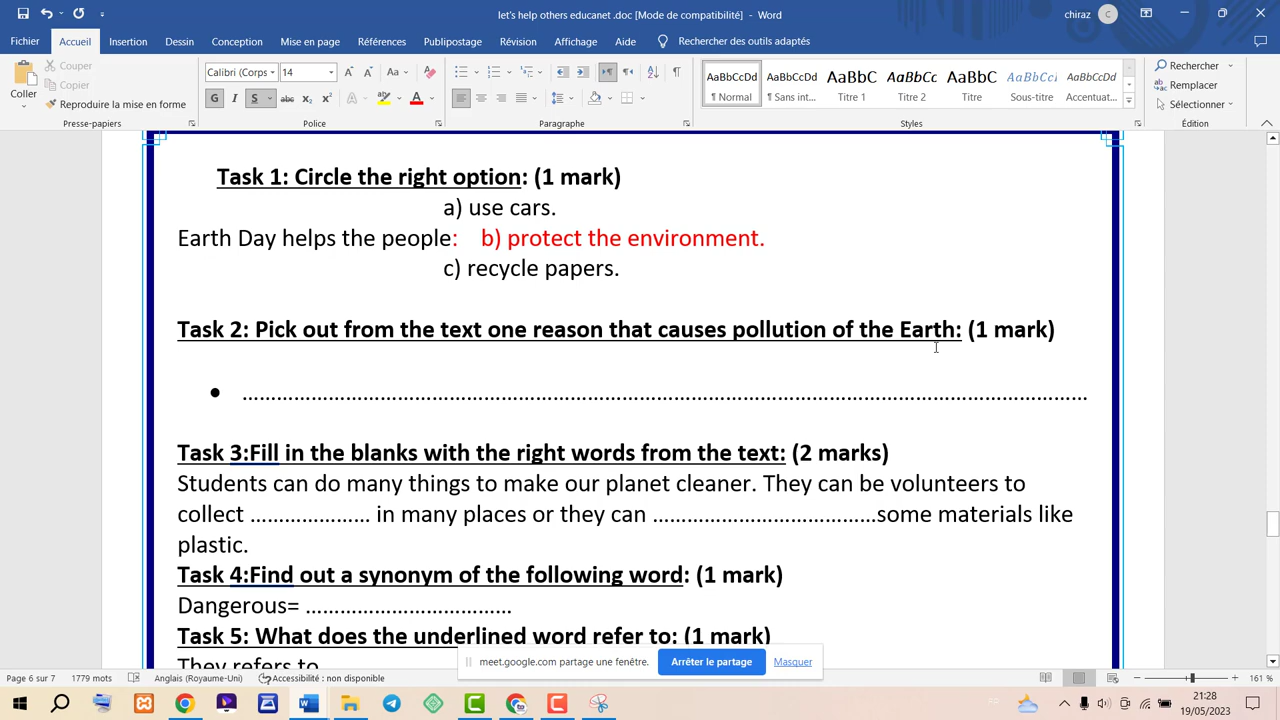 let's help others educanet .doc [Mode de compatibilité] - Word
chiraz
C
Fichier Accueil Insertion Dessin Conception Mise en page Références Publipostage Révision Affichage Aide Rechercher des outils adaptés
Coller
Couper
Copier
Reproduire la mise en forme
Presse-papiers
Calibri (Corps 14
G I S abc x₂ x² A A
Aa
Police
Paragraphe
AaBbCcDd AaBbCcDd AaBbC AaBbCc AaBbC AaBbCcI AaBbCcDd
¶ Normal ¶ Sans int... Titre 1 Titre 2 Titre Sous-titre Accentuat...
Styles
Rechercher
Remplacer
Sélectionner
Édition
Task 1: Circle the right option: (1 mark)
a) use cars.
Earth Day helps the people: b) protect the environment.
c) recycle papers.
Task 2: Pick out from the text one reason that causes pollution of the Earth: (1 mark)
• ……………………………………………………………………………………………
Task 3:Fill in the blanks with the right words from the text: (2 marks)
Students can do many things to make our planet cleaner. They can be volunteers to
collect ………………… in many places or they can …………………………………some materials like
plastic.
Task 4:Find out a synonym of the following word: (1 mark)
Dangerous= ………………………………
Task 5: What does the underlined word refer to: (1 mark)
They refers to
meet.google.com partage une fenêtre. Arrêter le partage Masquer
Page 6 sur 7 1779 mots Anglais (Royaume-Uni) Accessibilité : non disponible 161 %
21:28
19/05/2023